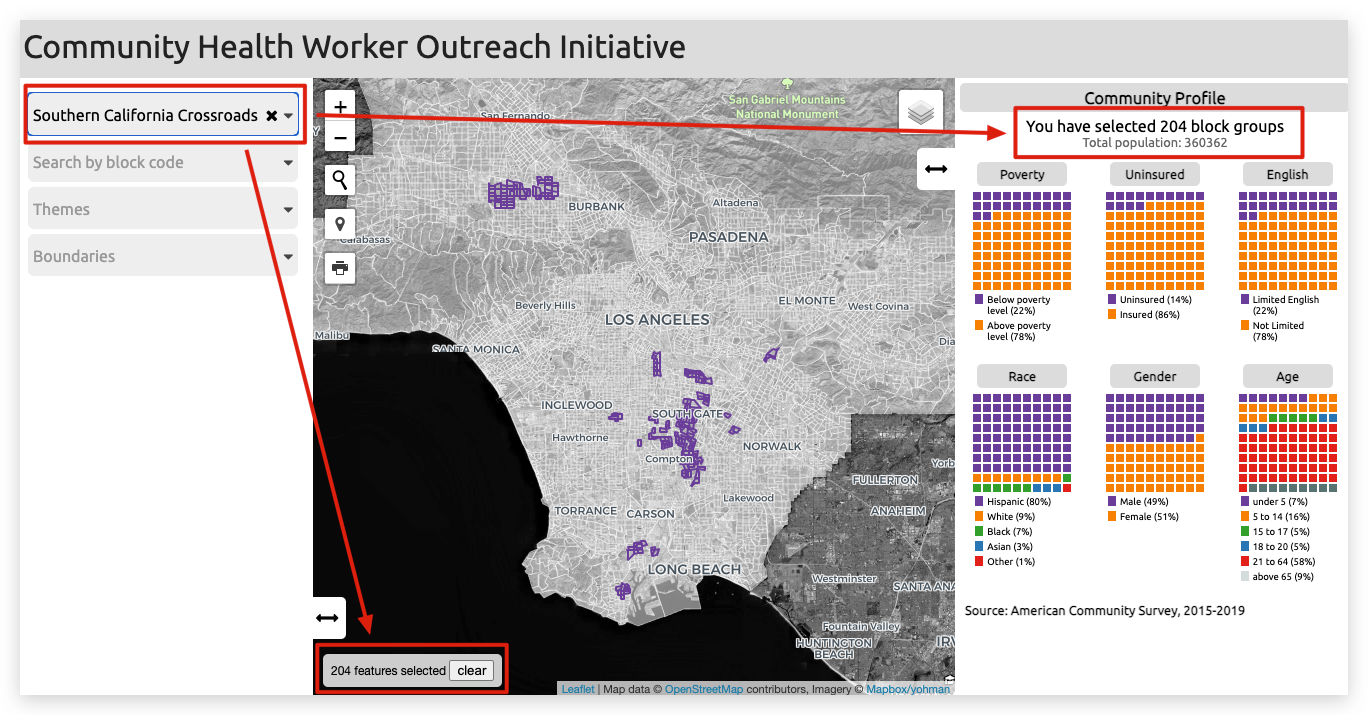 Community Health Worker Outreach Initiative
Southern California Crossroads ✖
Search by block code
Themes
Boundaries
+
−
San Gabriel Mountains
National Monument
San Fernando
BURBANK
Altadena
PASADENA
Calabasas
Beverly Hills
EL MONTE
West Covina
LOS ANGELES
Malibu
SANTA MONICA
Dia
INGLEWOOD
SOUTH GATE
Hawthorne
NORWALK
Compton
Yorb
FULLERTON
Lakewood
TORRANCE
CARSON
ANAHEIM
LONG BEACH
Westminster
SANTA ANA
Fountain Valley
HUNTINGTON
BEACH
IRV
204 features selected clear
Leaflet | Map data © OpenStreetMap contributors, Imagery © Mapbox/yohman
Community Profile
You have selected 204 block groups
Total population: 360362
Poverty
Below poverty
level (22%)
Above poverty
level (78%)
Uninsured
Uninsured (14%)
Insured (86%)
English
Limited English
(22%)
Not Limited
(78%)
Race
Hispanic (80%)
White (9%)
Black (7%)
Asian (3%)
Other (1%)
Gender
Male (49%)
Female (51%)
Age
under 5 (7%)
5 to 14 (16%)
15 to 17 (5%)
18 to 20 (5%)
21 to 64 (58%)
above 65 (9%)
Source: American Community Survey, 2015-2019